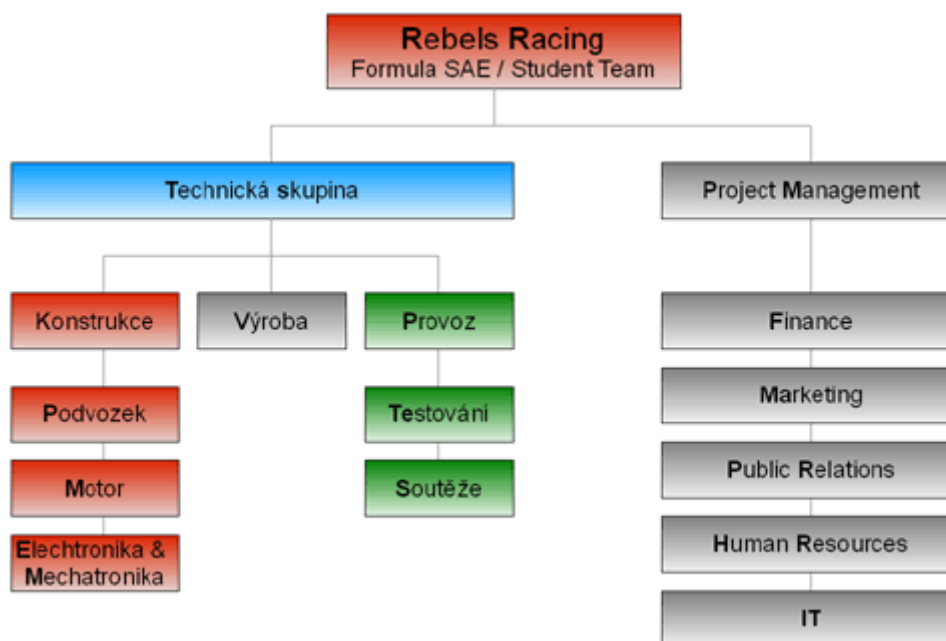 Rebels Racing
Formula SAE / Student Team
Technická skupina
Project Management
Konstrukce
Výroba
Provoz
Finance
Podvozek
Testování
Marketing
Motor
Soutěže
Public Relations
Elechtronika &
Mechatronika
Human Resources
IT